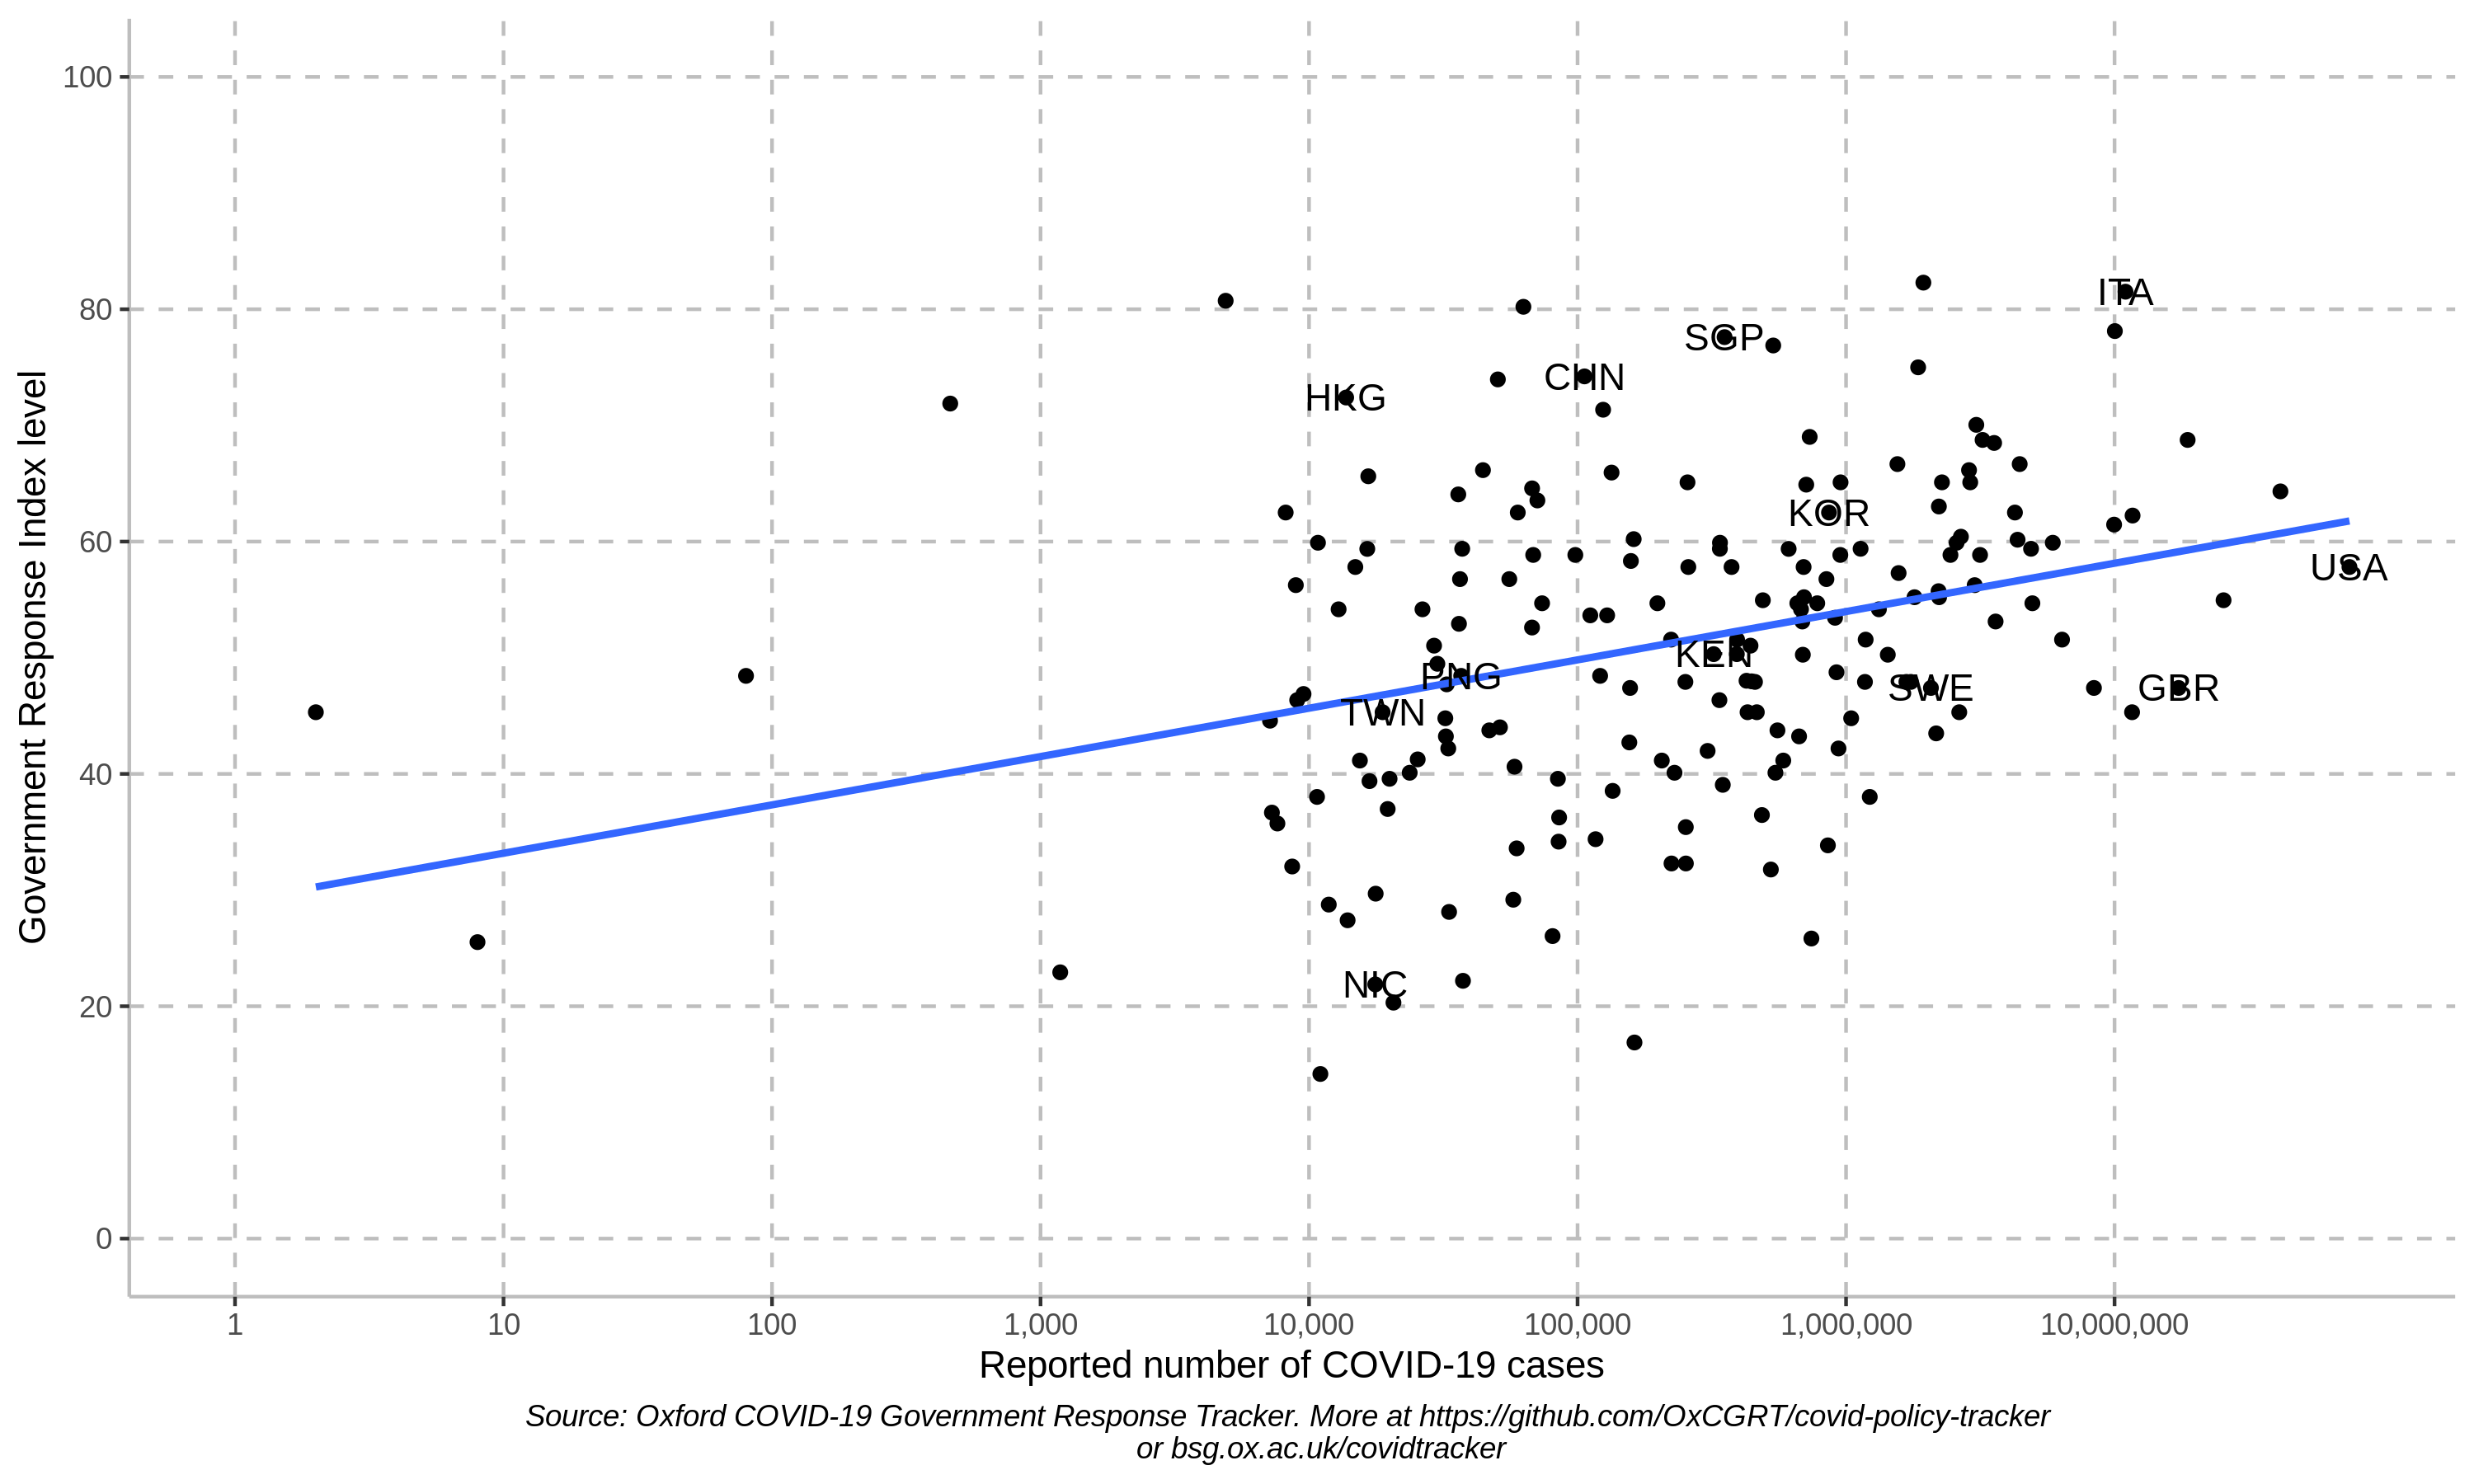 Government Response Index level
100
80
60
40
20
0
ITA
SGP
CHN
HKG
KOR
USA
KEN
PNG
SWE
GBR
TWN
NIC
1
10
100
1,000
10,000
100,000
1,000,000
10,000,000
Reported number of COVID-19 cases
Source: Oxford COVID-19 Government Response Tracker. More at https://github.com/OxCGRT/covid-policy-tracker
or bsg.ox.ac.uk/covidtracker